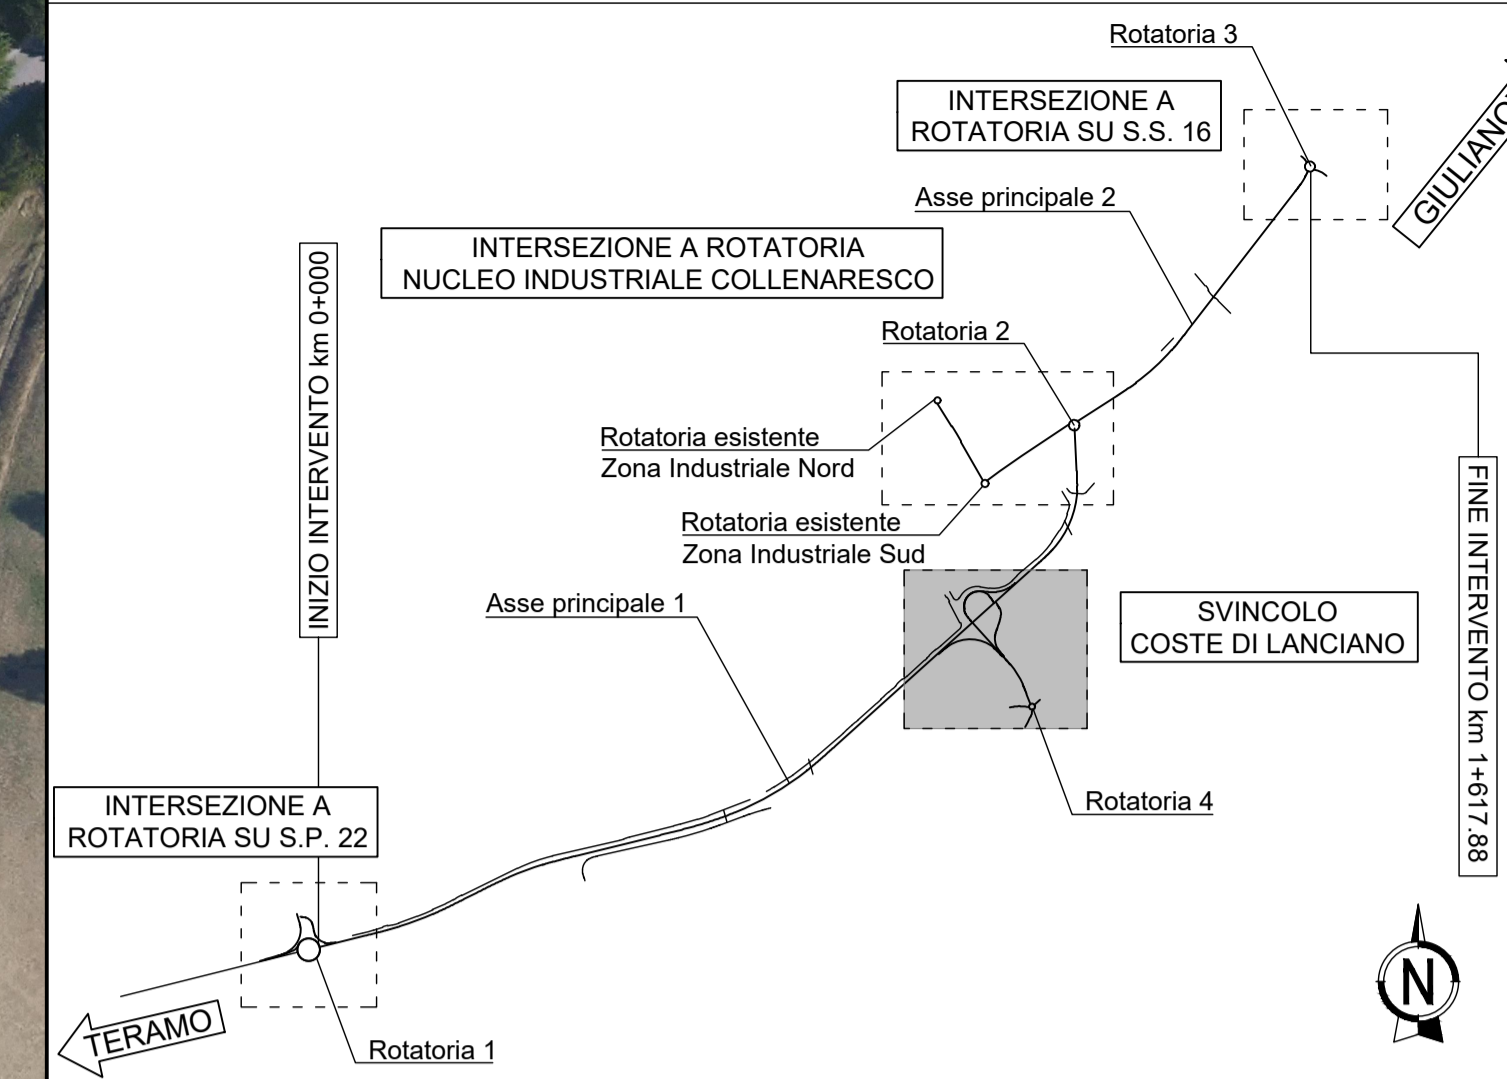 Rotatoria 3
INTERSEZIONE A
ROTATORIA SU S.S. 16
Asse principale 2
INTERSEZIONE A ROTATORIA
NUCLEO INDUSTRIALE COLLENARESCO
INIZIO INTERVENTO km 0+000
Rotatoria 2
Rotatoria esistente
Zona Industriale Nord
Rotatoria esistente
Zona Industriale Sud
FINE INTERVENTO km 1+617.88
Asse principale 1
SVINCOLO
COSTE DI LANCIANO
INTERSEZIONE A
ROTATORIA SU S.P. 22
Rotatoria 4
N
TERAMO
Rotatoria 1